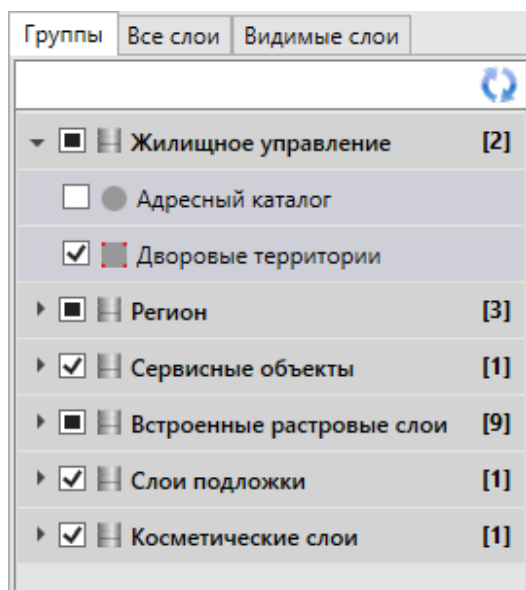 Группы Все слои Видимые слои
Жилищное управление [2]
Адресный каталог
Дворовые территории
Регион [3]
Сервисные объекты [1]
Встроенные растровые слои [9]
Слои подложки [1]
Косметические слои [1]